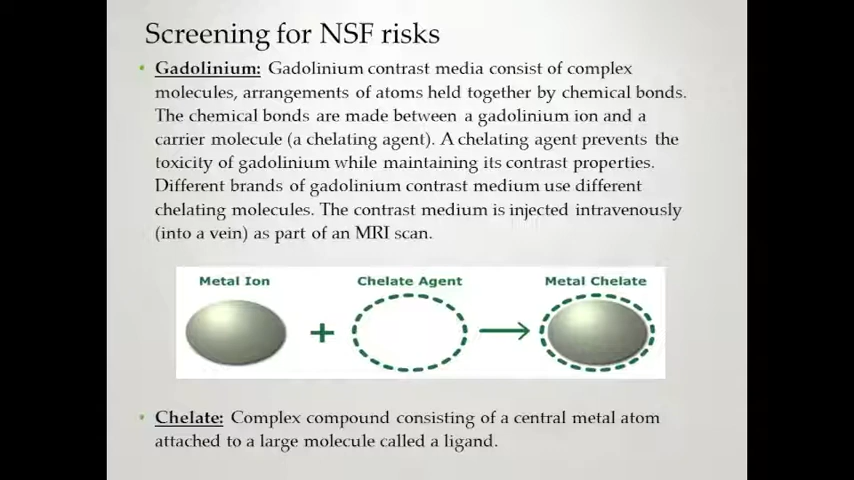 Screening for NSF risks
• Gadolinium: Gadolinium contrast media consist of complex
molecules, arrangements of atoms held together by chemical bonds.
The chemical bonds are made between a gadolinium ion and a
carrier molecule (a chelating agent). A chelating agent prevents the
toxicity of gadolinium while maintaining its contrast properties.
Different brands of gadolinium contrast medium use different
chelating molecules. The contrast medium is injected intravenously
(into a vein) as part of an MRI scan.
Metal Ion Chelate Agent Metal Chelate
+
• Chelate: Complex compound consisting of a central metal atom
attached to a large molecule called a ligand.